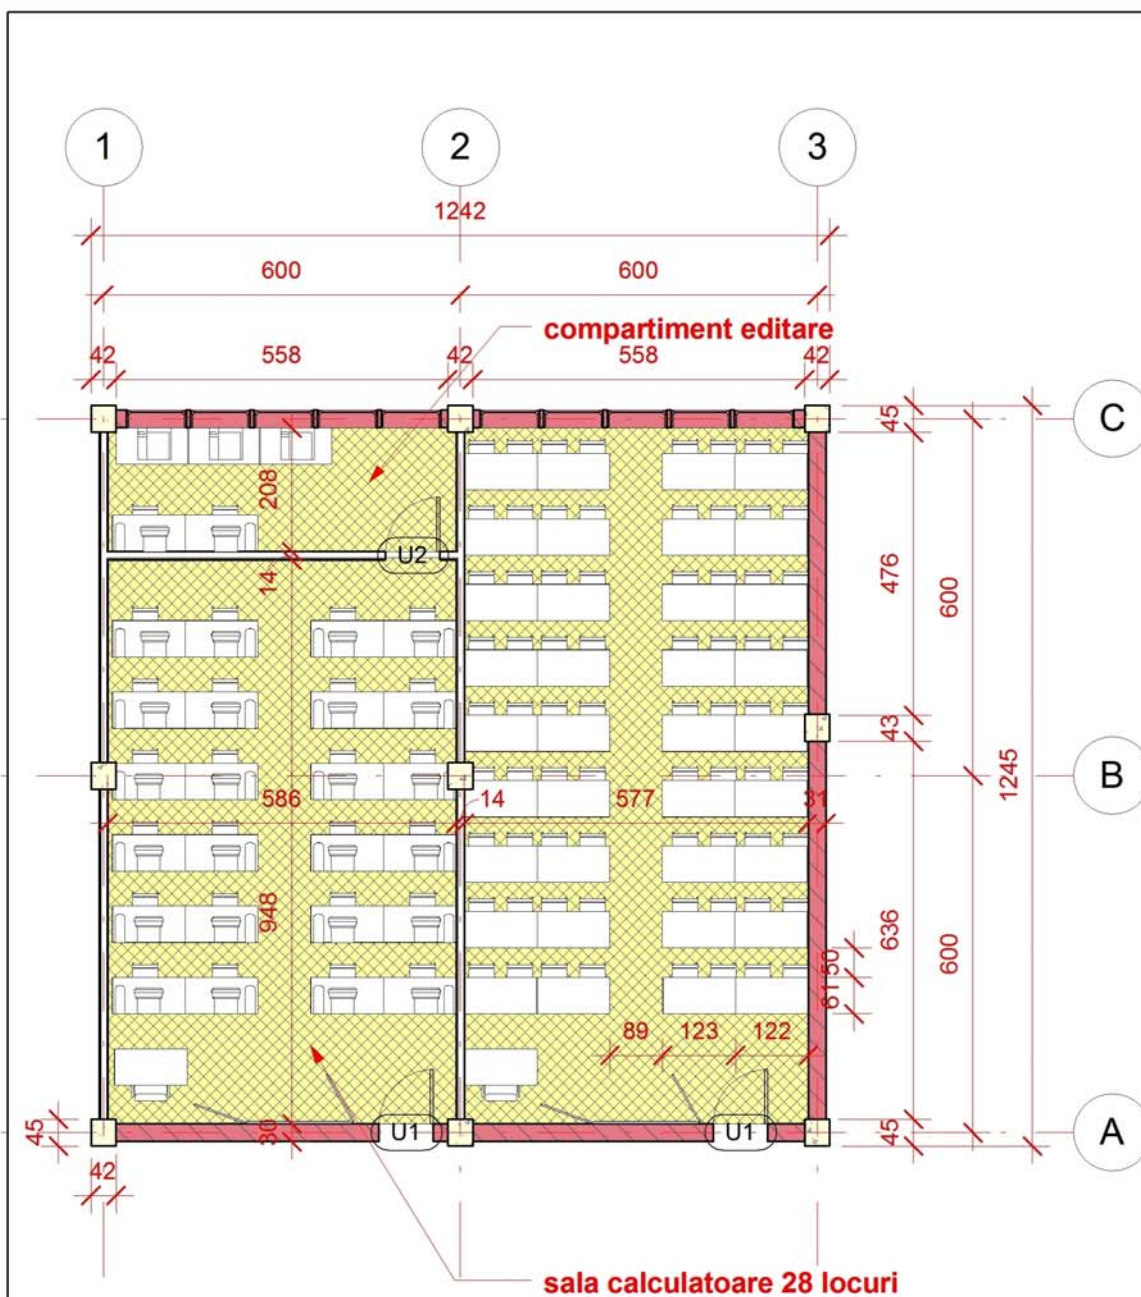 1 2 3
1242
600 600
compartiment editare
42 558 42 558 42
45 C
208
476 600
U2
14
43
1245
B
586 14 577 31
948
636
600
50
61
89 123 122
45 30 U1 U1 45 A
42
sala calculatoare 28 locuri